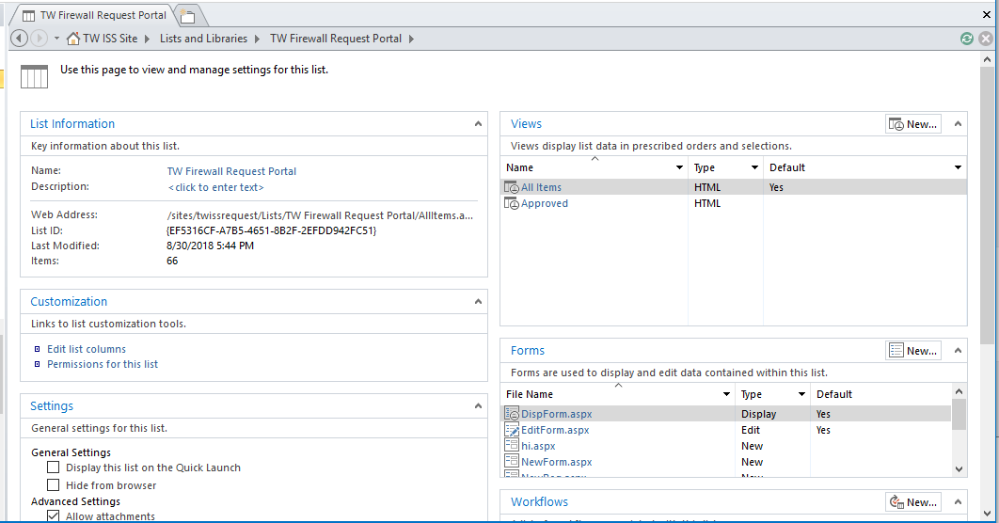 TW Firewall Request Portal
TW ISS Site Lists and Libraries TW Firewall Request Portal
Use this page to view and manage settings for this list.
List Information
Key information about this list.
Name: TW Firewall Request Portal
Description: <click to enter text>
Web Address: /sites/twissrequest/Lists/TW Firewall Request Portal/AllItems.a...
List ID: {EF5316CF-A7B5-4651-8B2F-2EFDD942FC51}
Last Modified: 8/30/2018 5:44 PM
Items: 66
Customization
Links to list customization tools.
Edit list columns
Permissions for this list
Settings
General settings for this list.
General Settings
Display this list on the Quick Launch
Hide from browser
Advanced Settings
Allow attachments
Views New...
Views display list data in prescribed orders and selections.
Name Type Default
All Items HTML Yes
Approved HTML
Forms New...
Forms are used to display and edit data contained within this list.
File Name Type Default
DispForm.aspx Display Yes
EditForm.aspx Edit Yes
hi.aspx New
NewForm.aspx New
Workflows New...